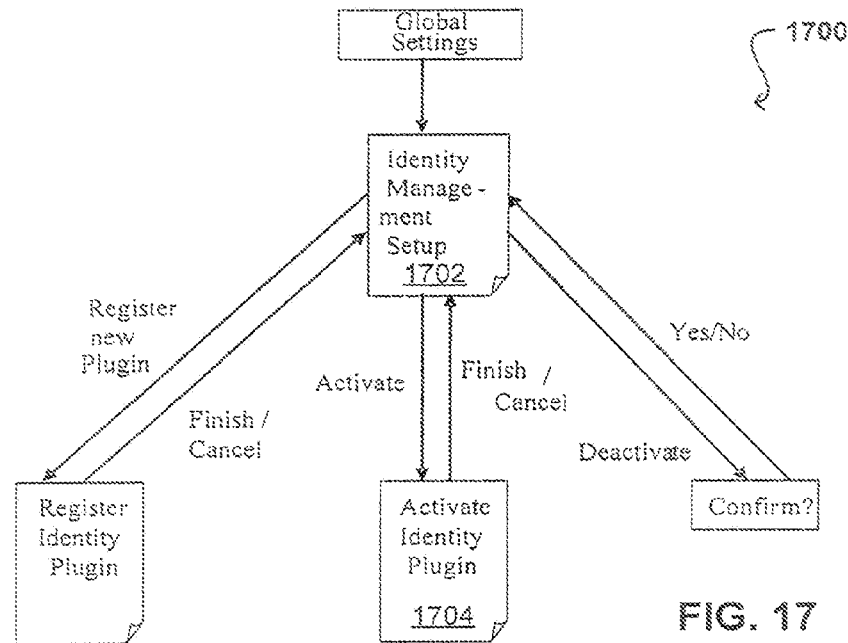 Global
Settings
1700
Identity
Manage-
ment
Setup
1702
Register
new
Plugin
Finish /
Cancel
Activate
Finish /
Cancel
Yes/No
Deactivate
Register
Identity
Plugin
Activate
Identity
Plugin
1704
Confirm?
FIG. 17